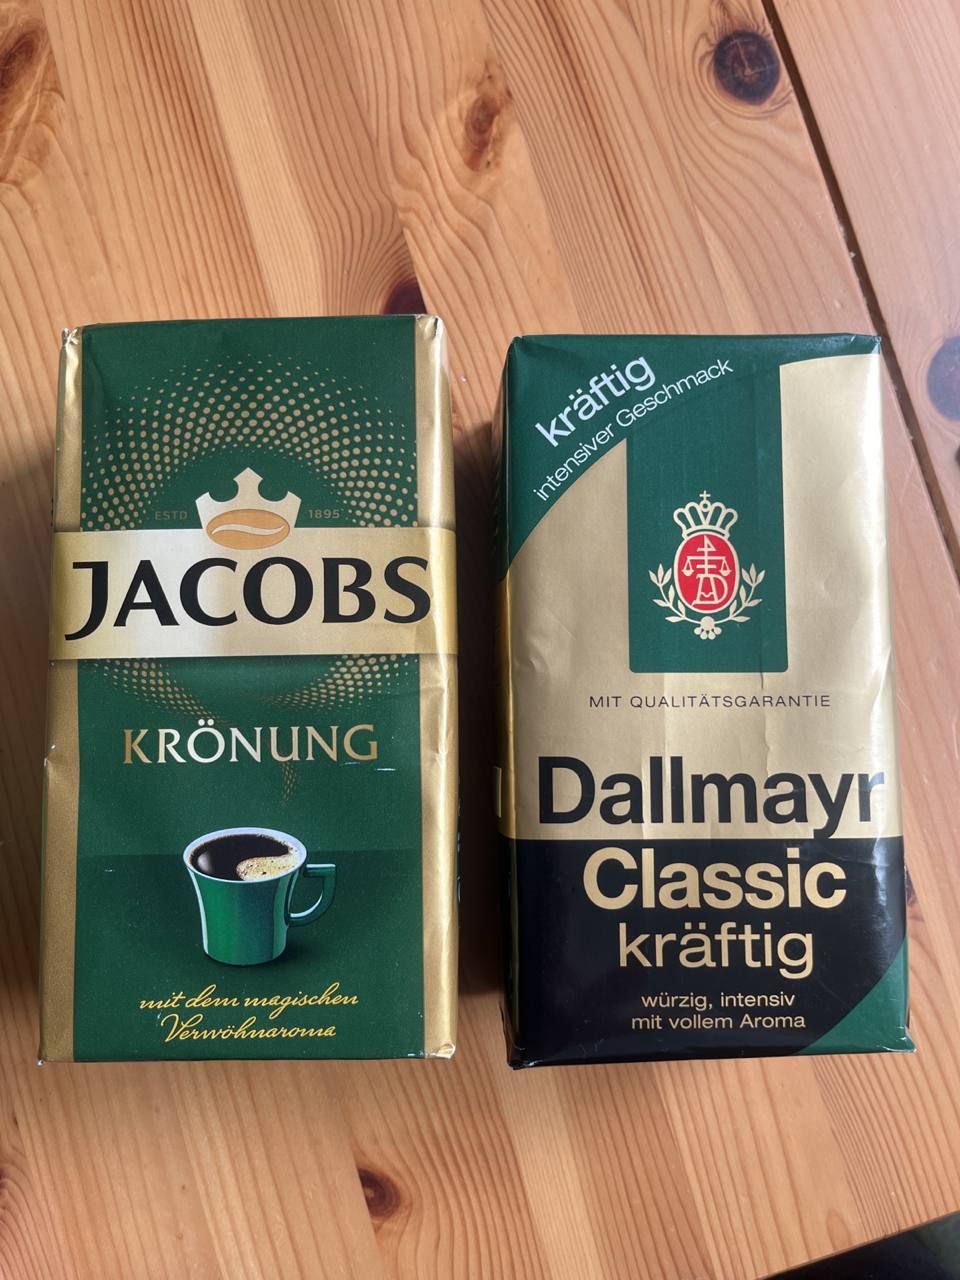 ESTD 1895
JACOBS
KRÖNUNG
mit dem magischen
Verwöhnaroma
kräftig
intensiver Geschmack
MIT QUALITÄTSGARANTIE
Dallmayr
Classic
kräftig
würzig, intensiv
mit vollem Aroma